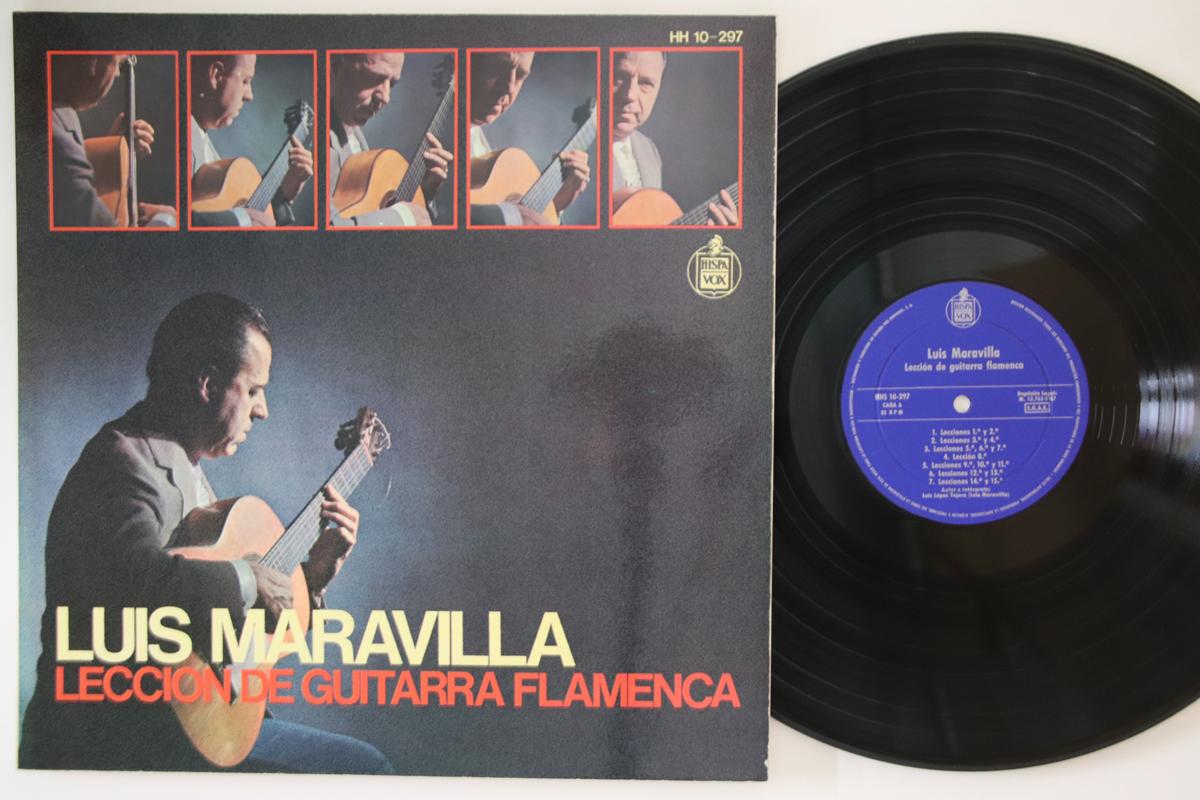 HH 10-297
HISPA
VOX
LUIS MARAVILLA
LECCION DE GUITARRA FLAMENCA
HISPA
VOX
Luis Maravilla
Lección de guitarra flamenca
HHS 10-297
CARA A
33 R P M
Depósito Legal:
S.G.A.E.
1. Lecciones 1.ª y 2.ª
2. Lecciones 3.ª y 4.ª
3. Lecciones 5.ª, 6.ª y 7.ª
4. Lección 8.ª
5. Lecciones 9.ª, 10.ª y 11.ª
6. Lecciones 12.ª y 13.ª
7. Lecciones 14.ª y 15.ª
Autor e intérprete:
Luis López Tejera (Luis Maravilla)